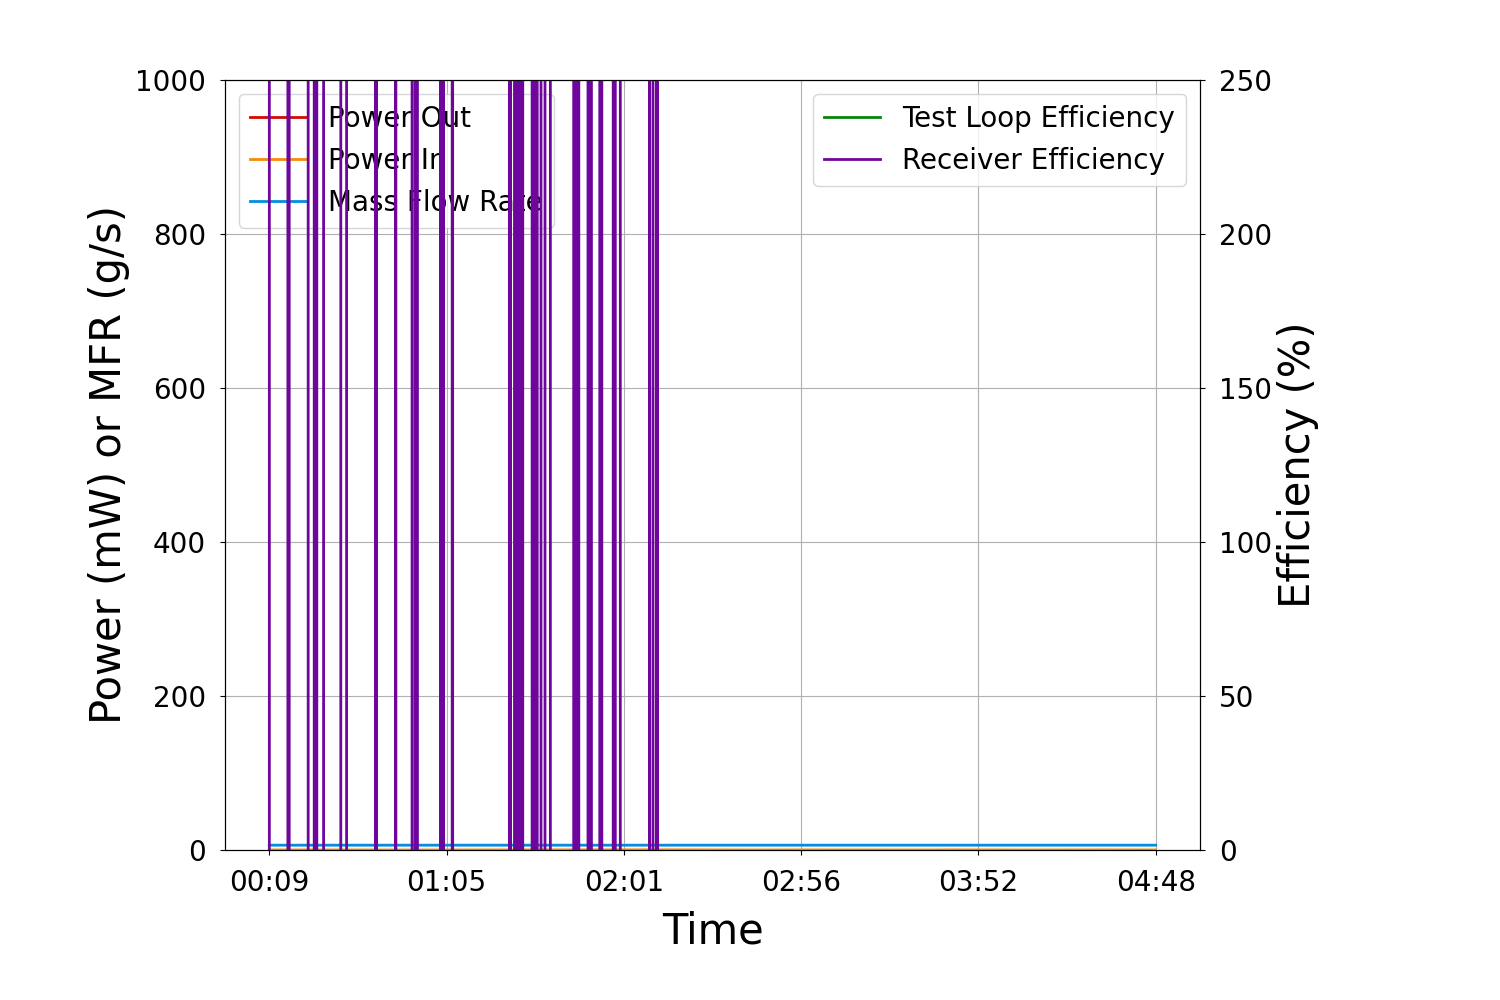 1000
800
600
400
200
0
Power (mW) or MFR (g/s)
Power Out
Power In
Mass Flow Rate
Test Loop Efficiency
Receiver Efficiency
250
200
150
100
50
0
Efficiency (%)
00:09 01:05 02:01 02:56 03:52 04:48
Time